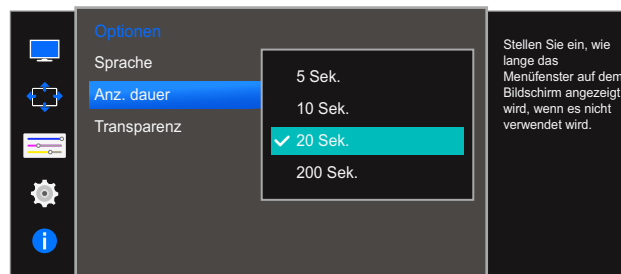 Optionen
Sprache
Anz. dauer
Transparenz
5 Sek.
10 Sek.
20 Sek.
200 Sek.
Stellen Sie ein, wie
lange das
Menüfenster auf dem
Bildschirm angezeigt
wird, wenn es nicht
verwendet wird.